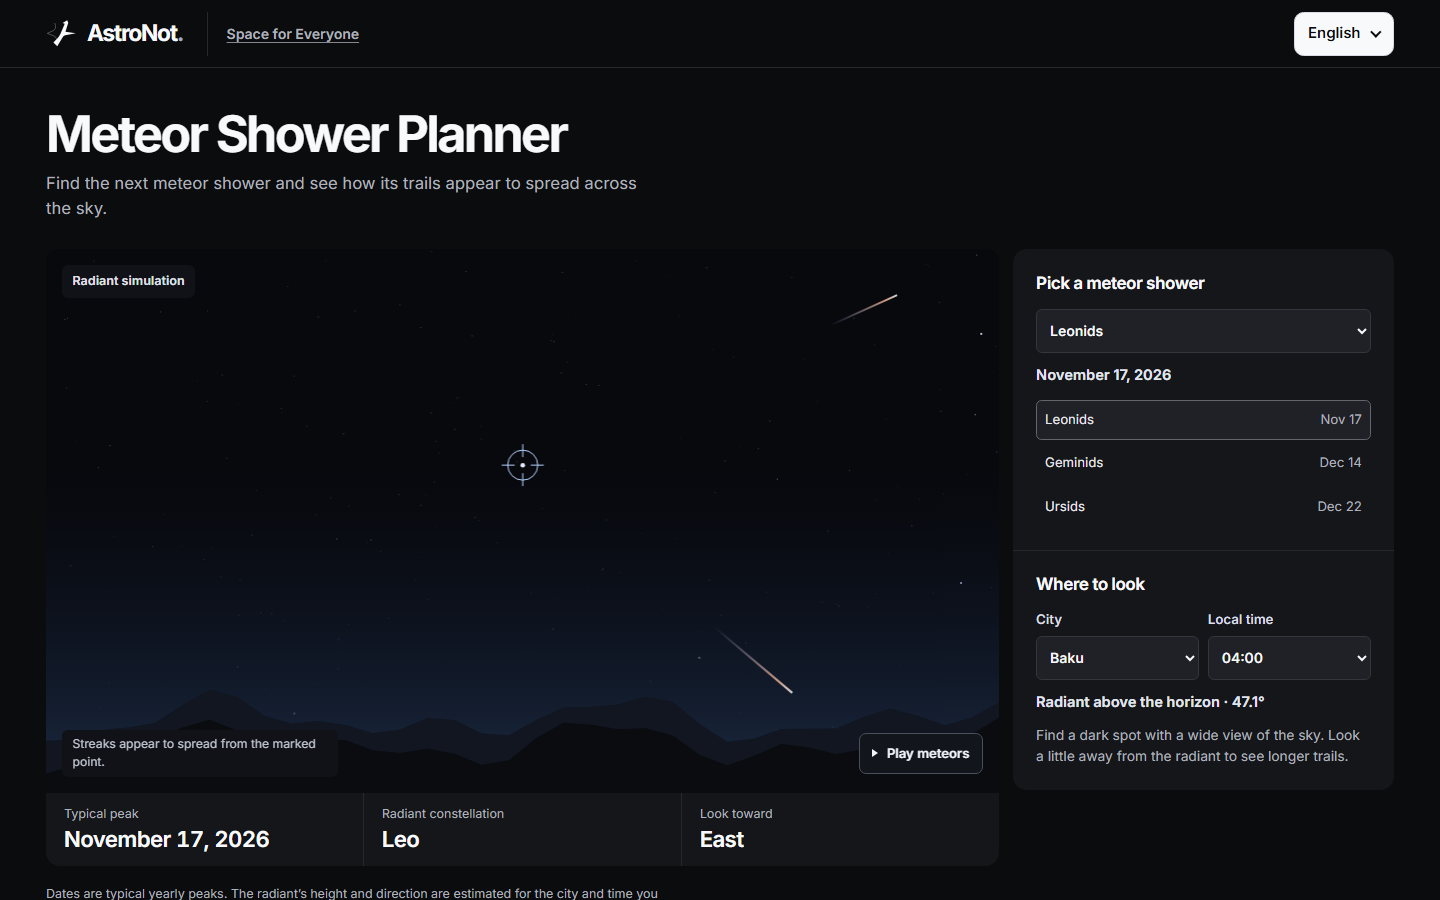 AstroNot.
Space for Everyone
English
Meteor Shower Planner
Find the next meteor shower and see how its trails appear to spread across
the sky.
Radiant simulation
Streaks appear to spread from the marked
point.
Play meteors
Typical peak
November 17, 2026
Radiant constellation
Leo
Look toward
East
Pick a meteor shower
Leonids
November 17, 2026
Leonids Nov 17
Geminids Dec 14
Ursids Dec 22
Where to look
City Local time
Baku 04:00
Radiant above the horizon · 47.1°
Find a dark spot with a wide view of the sky. Look
a little away from the radiant to see longer trails.
Dates are typical yearly peaks. The radiant’s height and direction are estimated for the city and time you